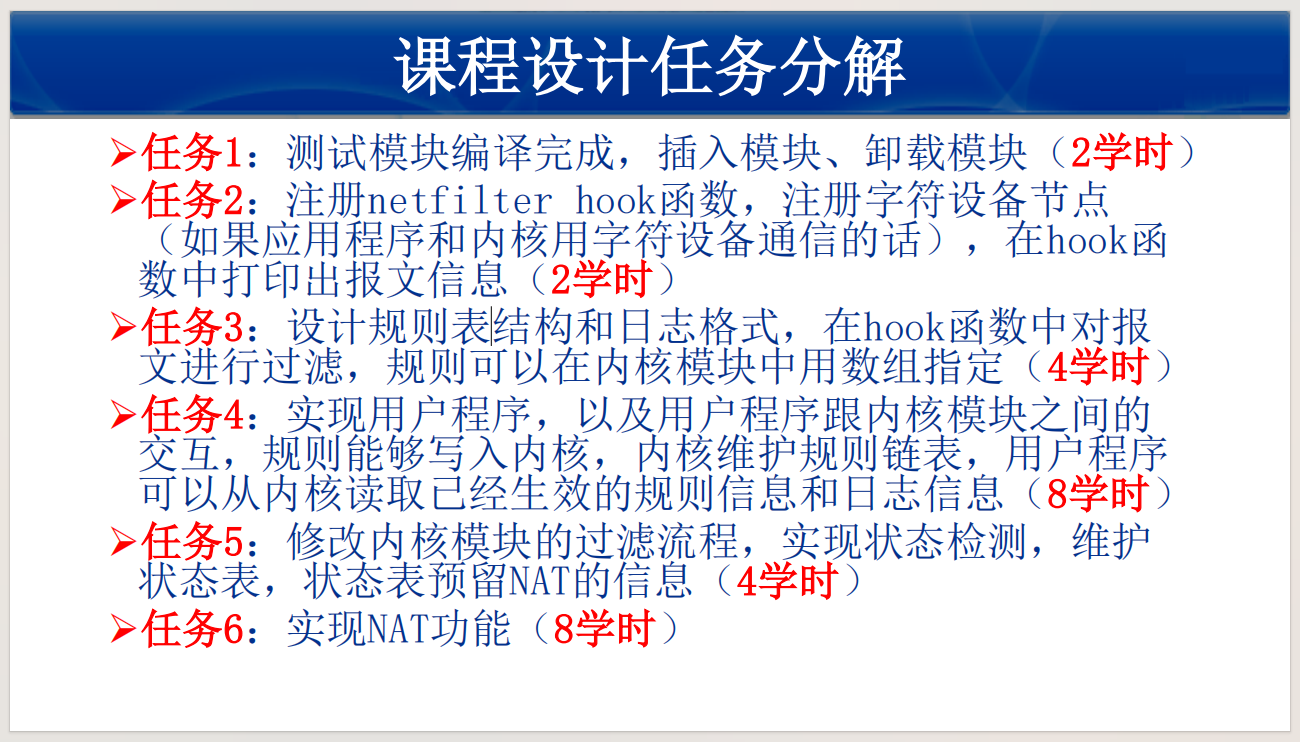 课程设计任务分解
➢任务1：测试模块编译完成，插入模块、卸载模块（2学时）
➢任务2：注册netfilter hook函数，注册字符设备节点
（如果应用程序和内核用字符设备通信的话），在hook函
数中打印出报文信息（2学时）
➢任务3：设计规则表结构和日志格式，在hook函数中对报
文进行过滤，规则可以在内核模块中用数组指定（4学时）
➢任务4：实现用户程序，以及用户程序跟内核模块之间的
交互，规则能够写入内核，内核维护规则链表，用户程序
可以从内核读取已经生效的规则信息和日志信息（8学时）
➢任务5：修改内核模块的过滤流程，实现状态检测，维护
状态表，状态表预留NAT的信息（4学时）
➢任务6：实现NAT功能（8学时）